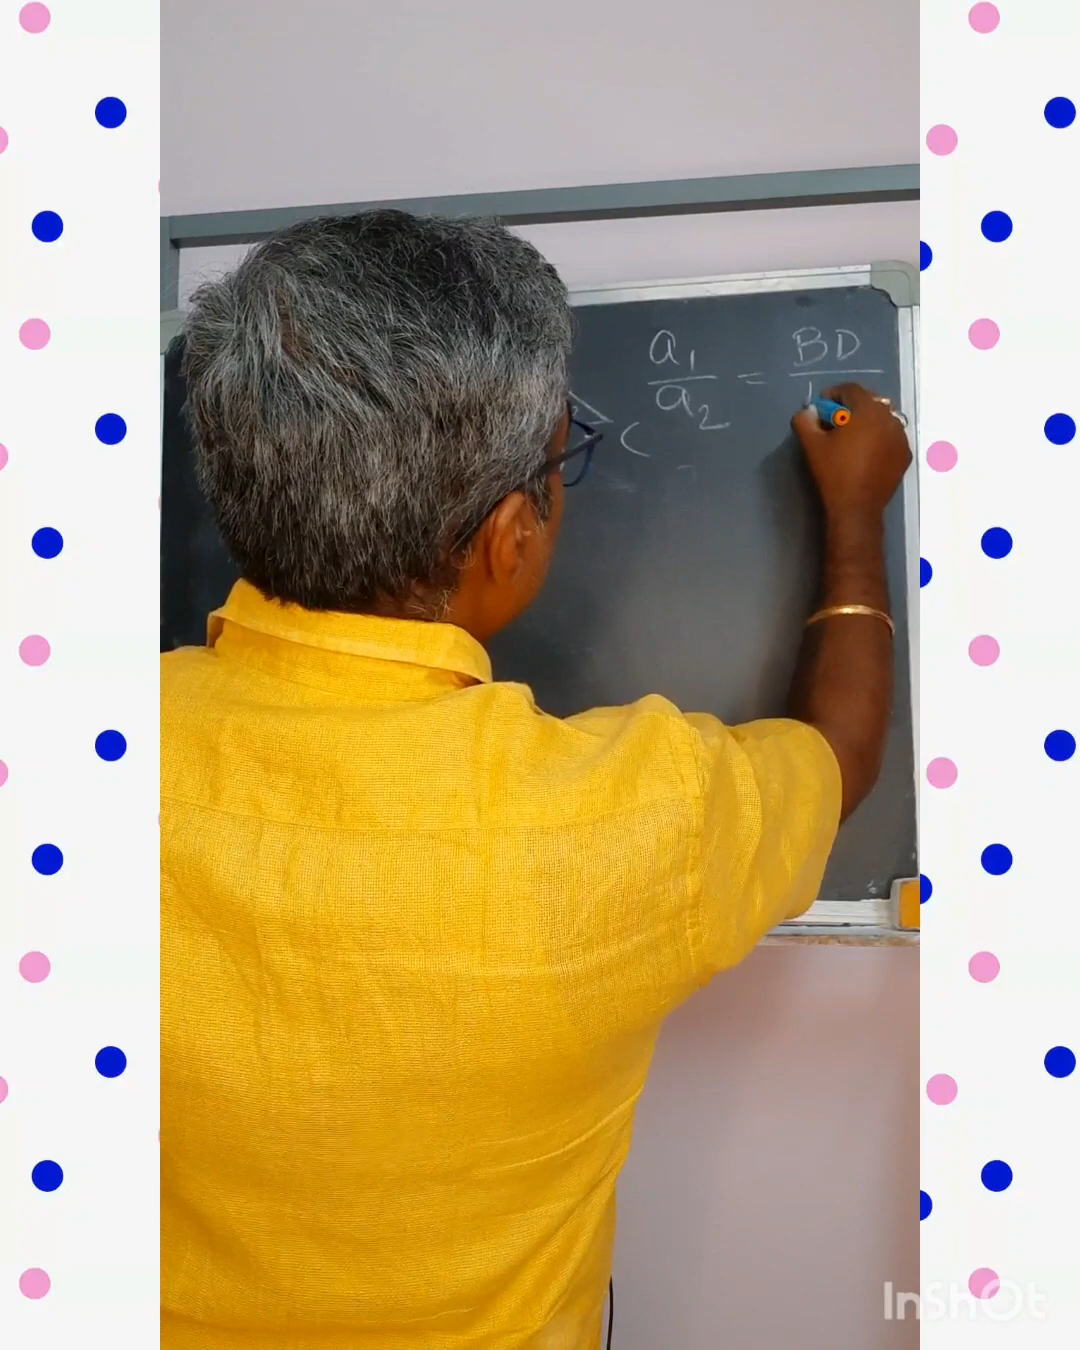 a₁/a₂ = BD/
C
InShOt